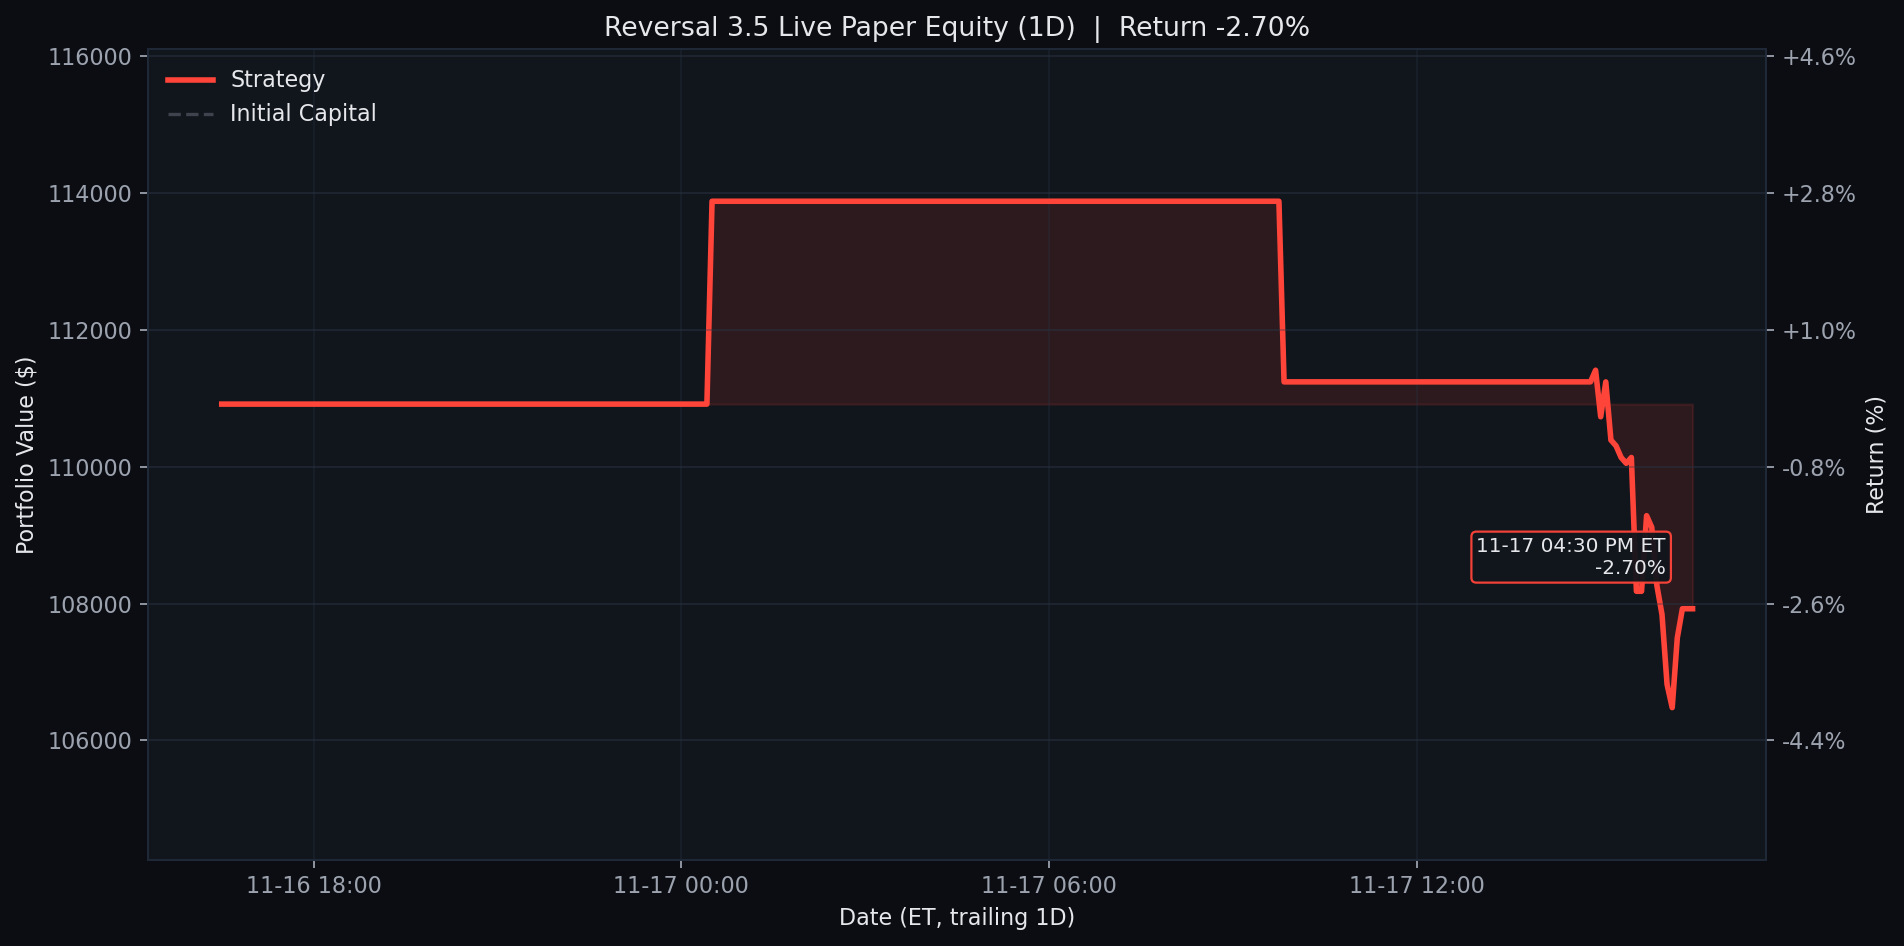 Reversal 3.5 Live Paper Equity (1D)  |  Return -2.70%
Strategy
Initial Capital
116000
114000
112000
110000
108000
106000
Portfolio Value ($)
+4.6%
+2.8%
+1.0%
-0.8%
-2.6%
-4.4%
Return (%)
11-17 04:30 PM ET
-2.70%
11-16 18:00
11-17 00:00
11-17 06:00
11-17 12:00
Date (ET, trailing 1D)